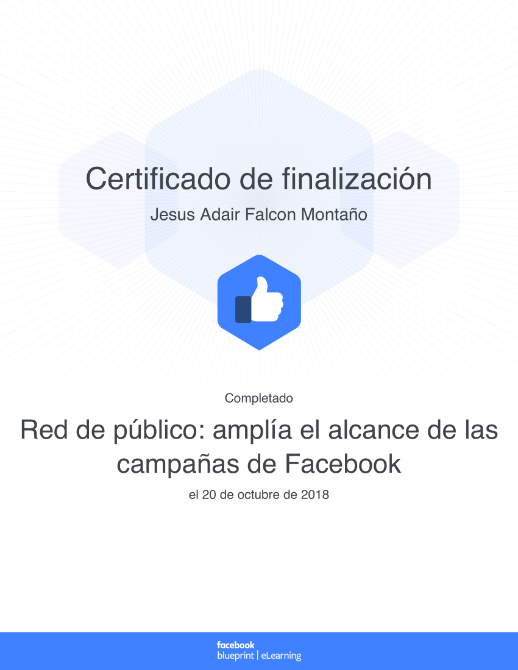 Certificado de finalización
Jesus Adair Falcon Montaño
Completado
Red de público: amplía el alcance de las
campañas de Facebook
el 20 de octubre de 2018
facebook
blueprint | eLearning